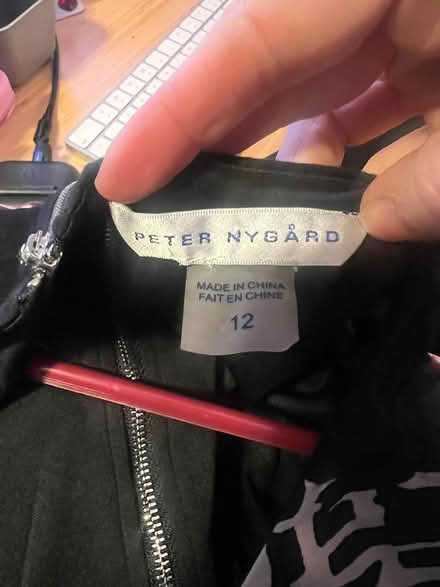 PETER NYGÅRD
MADE IN CHINA
FAIT EN CHINE
12